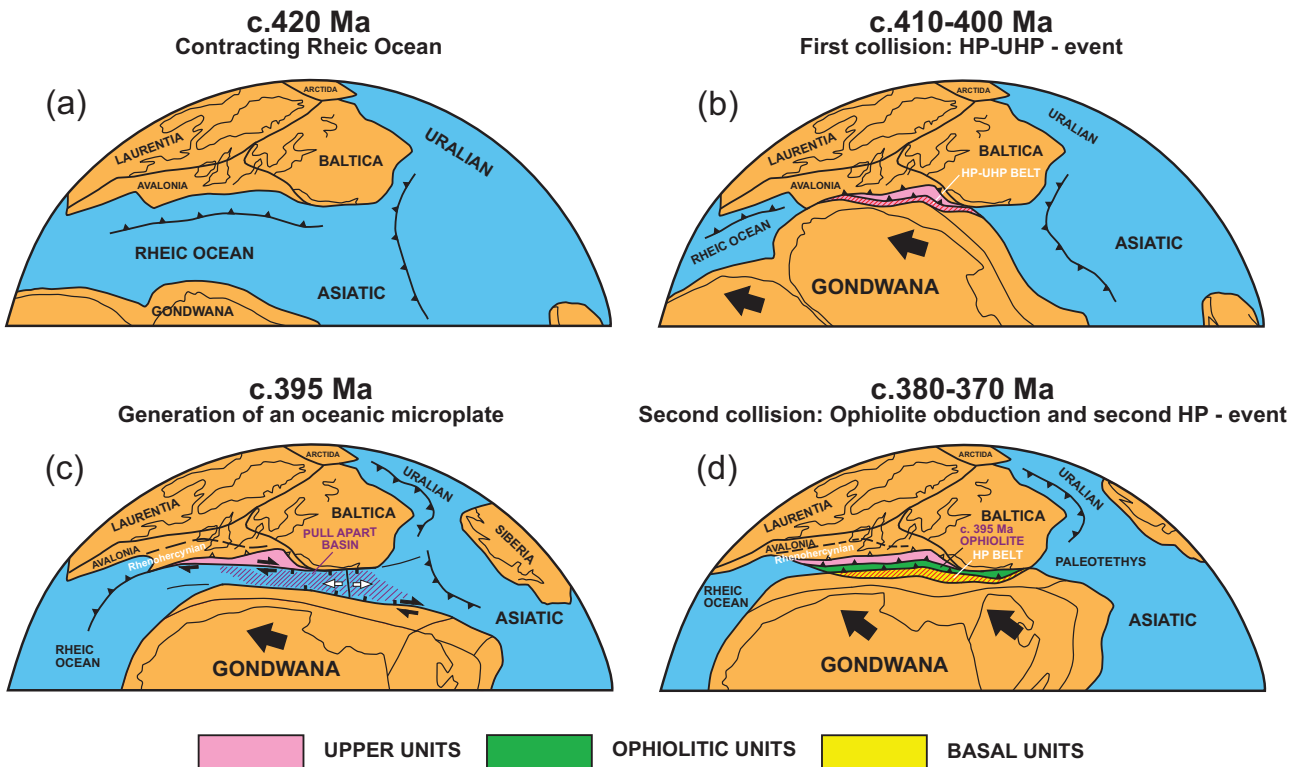 c.420 Ma
Contracting Rheic Ocean
(a)
ARCTIDA
LAURENTIA
BALTICA
URALIAN
AVALONIA
RHEIC OCEAN
ASIATIC
GONDWANA
c.410-400 Ma
First collision: HP-UHP - event
(b)
ARCTIDA
URALIAN
LAURENTIA
BALTICA
HP-UHP BELT
AVALONIA
RHEIC OCEAN
ASIATIC
GONDWANA
c.395 Ma
Generation of an oceanic microplate
(c)
ARCTIDA
URALIAN
LAURENTIA
BALTICA
SIBERIA
PULL APART
BASIN
AVALONIA
Rhenohercynian
ASIATIC
RHEIC
OCEAN
GONDWANA
c.380-370 Ma
Second collision: Ophiolite obduction and second HP - event
(d)
ARCTIDA
URALIAN
LAURENTIA
BALTICA
c. 395 Ma
OPHIOLITE
HP BELT
AVALONIA
Rhenohercynian
PALEOTETHYS
RHEIC
OCEAN
ASIATIC
GONDWANA
UPPER UNITS
OPHIOLITIC UNITS
BASAL UNITS